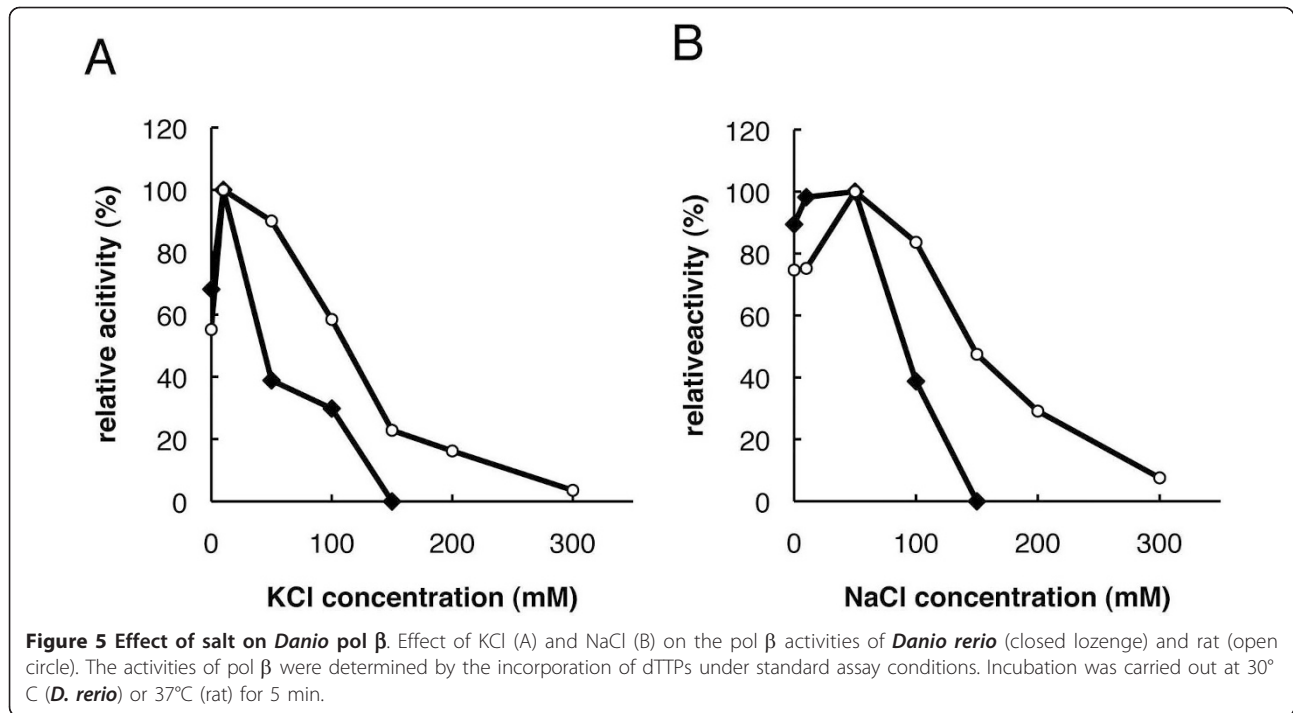 A
B
120
100
80
60
40
20
0
relative acitivity (%)
0 100 200 300
KCl concentration (mM)
120
100
80
60
40
20
0
relativeactivity (%)
0 100 200 300
NaCl concentration (mM)
Figure 5 Effect of salt on Danio pol β. Effect of KCl (A) and NaCl (B) on the pol β activities of Danio rerio (closed lozenge) and rat (open
circle). The activities of pol β were determined by the incorporation of dTTPs under standard assay conditions. Incubation was carried out at 30°
C (D. rerio) or 37°C (rat) for 5 min.